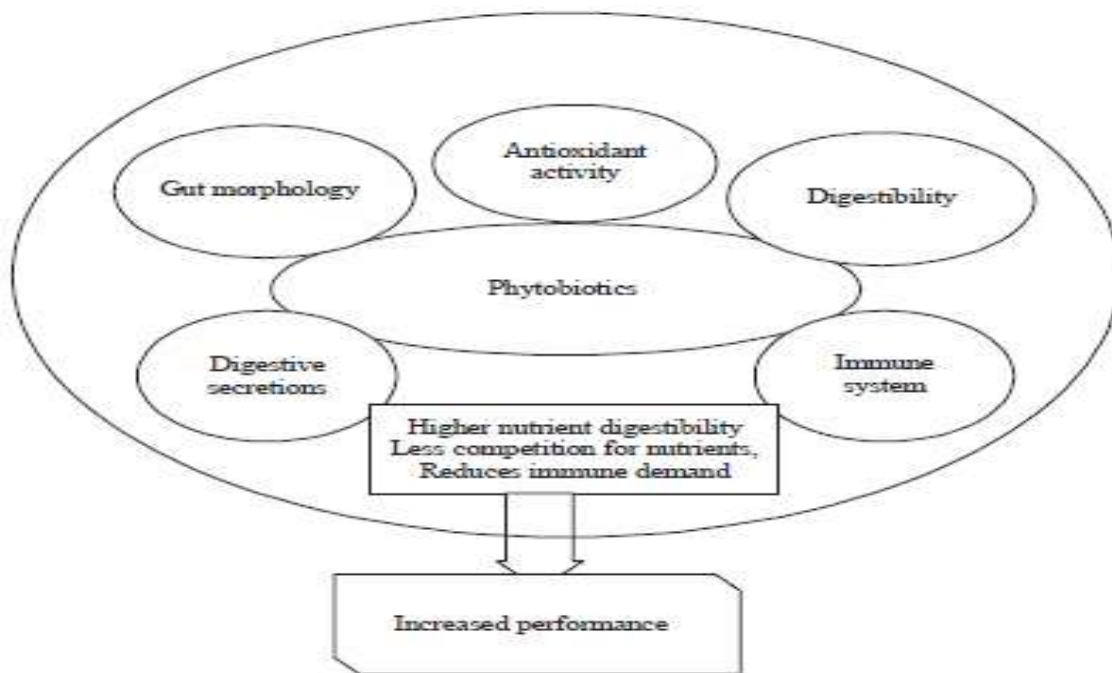 Antioxidant
activity
Gut morphology
Digestibility
Phytobiotics
Digestive
secretions
Immune
system
Higher nutrient digestibility
Less competition for nutrients,
Reduces immune demand
Increased performance